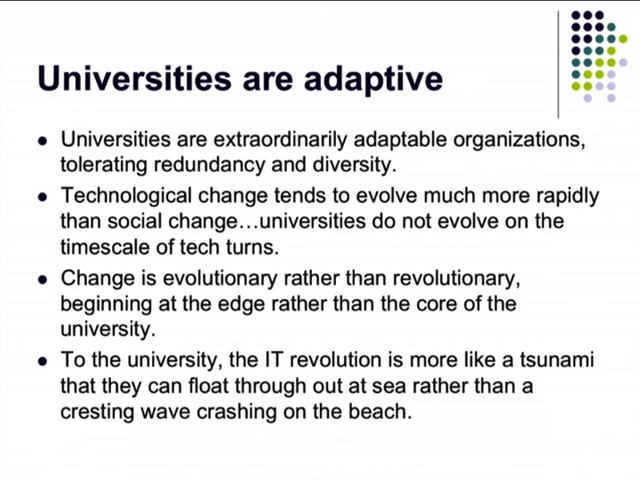 Universities are adaptive
Universities are extraordinarily adaptable organizations,
tolerating redundancy and diversity.
Technological change tends to evolve much more rapidly
than social change…universities do not evolve on the
timescale of tech turns.
Change is evolutionary rather than revolutionary,
beginning at the edge rather than the core of the
university.
To the university, the IT revolution is more like a tsunami
that they can float through out at sea rather than a
cresting wave crashing on the beach.